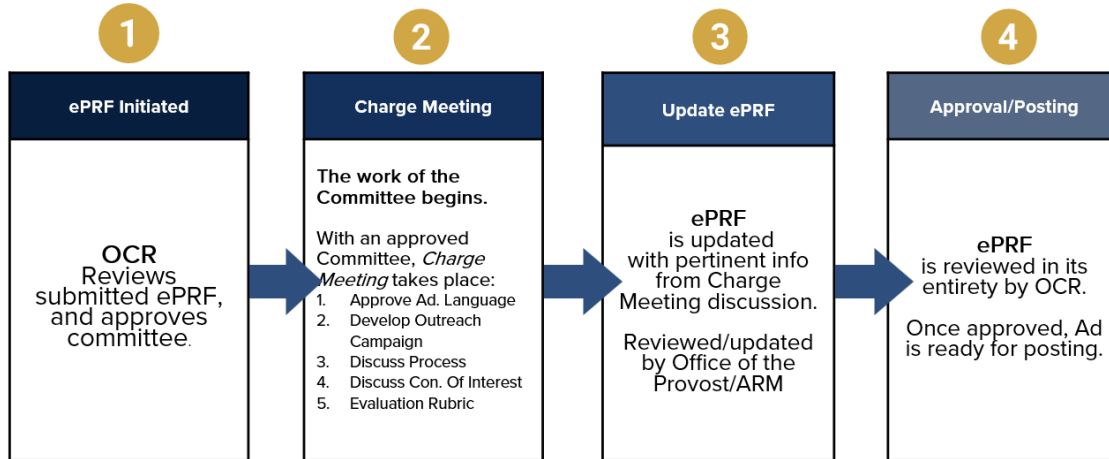 1
ePRF Initiated
OCR
Reviews
submitted ePRF,
and approves
committee.
2
Charge Meeting
The work of the
Committee begins.
With an approved
Committee, Charge
Meeting takes place:
1. Approve Ad. Language
2. Develop Outreach
Campaign
3. Discuss Process
4. Discuss Con. Of Interest
5. Evaluation Rubric
3
Update ePRF
ePRF
is updated
with pertinent info
from Charge
Meeting discussion.
Reviewed/updated
by Office of the
Provost/ARM
4
Approval/Posting
ePRF
is reviewed in its
entirety by OCR.
Once approved, Ad
is ready for posting.